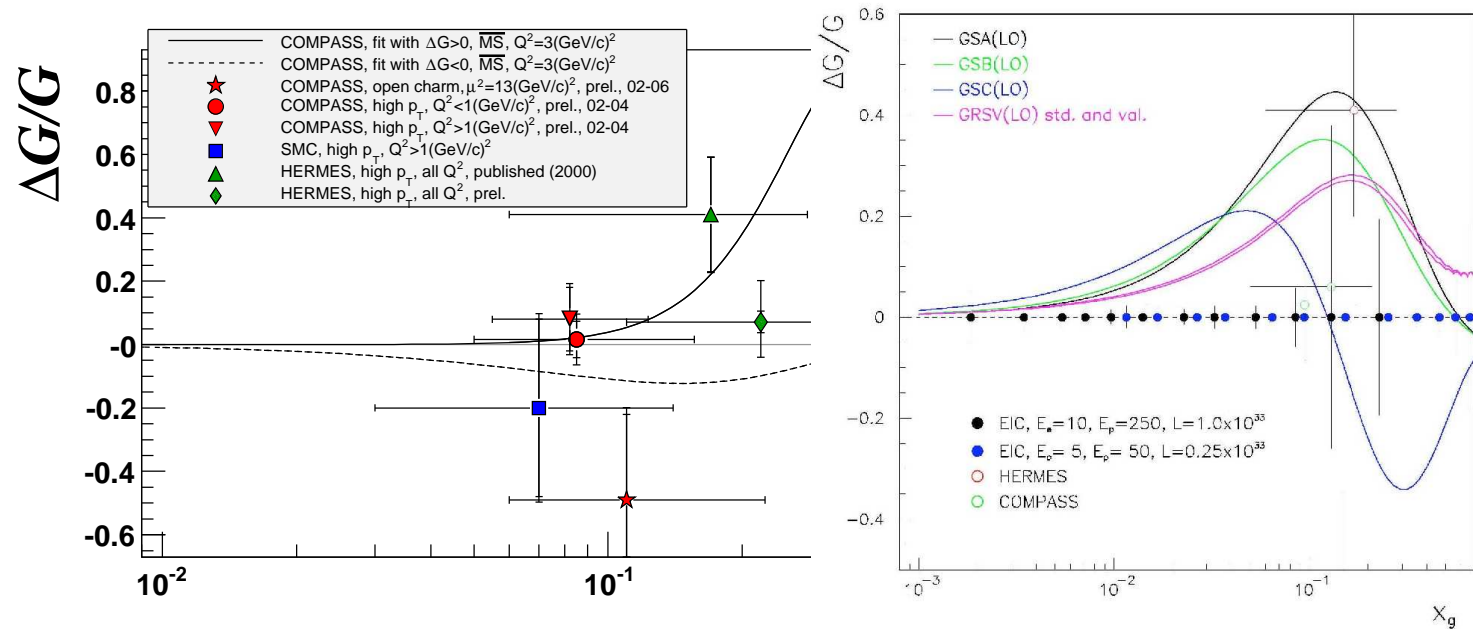 COMPASS, fit with ΔG>0, MS, Q²=3(GeV/c)²
COMPASS, fit with ΔG<0, MS, Q²=3(GeV/c)²
COMPASS, open charm, μ²=13(GeV/c)², prel., 02-06
COMPASS, high p_T, Q²<1(GeV/c)², prel., 02-04
COMPASS, high p_T, Q²>1(GeV/c)², prel., 02-04
SMC, high p_T, Q²>1(GeV/c)²
HERMES, high p_T, all Q², published (2000)
HERMES, high p_T, all Q², prel.
ΔG/G
0.8
0.6
0.4
0.2
-0
-0.2
-0.4
-0.6
10⁻²
10⁻¹
ΔG/G
0.6
0.4
0.2
0
-0.2
-0.4
GSA(LO)
GSB(LO)
GSC(LO)
GRSV(LO) std. and val.
EIC, Eₑ=10, Eₚ=250, L=1.0x10³³
EIC, Eₑ= 5, Eₚ= 50, L=0.25x10³³
HERMES
COMPASS
10⁻³
10⁻²
10⁻¹
X_g